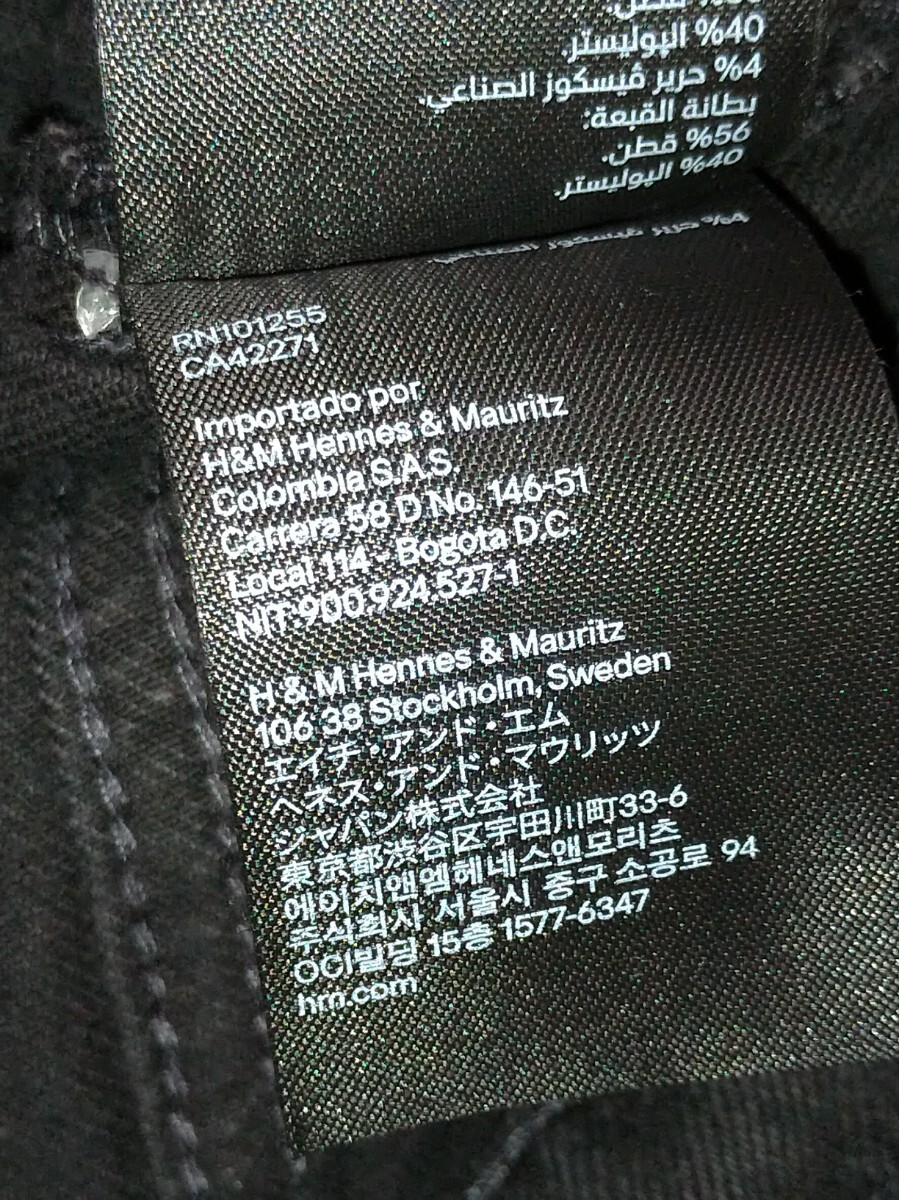 قطن.
%40 البوليستر.
%4 حرير ڤيسكوز الصناعي.
بطانة القبعة:
%56 قطن.
%40 البوليستر.
%4 حرير ڤيسكوز الصناعي
RN101255
CA42271
Importado por
H&M Hennes & Mauritz
Colombia S.A.S.
Carrera 58 D No. 146-51
Local 114 - Bogota D.C.
NIT 900.924.527-1
H & M Hennes & Mauritz
106 38 Stockholm, Sweden
エイチ・アンド・エム
ヘネス・アンド・マウリッツ
ジャパン株式会社
東京都渋谷区宇田川町33-6
에이치앤엠헤네스앤모리츠
주식회사 서울시 중구 소공로 94
OCI빌딩 15층 1577-6347
hm.com